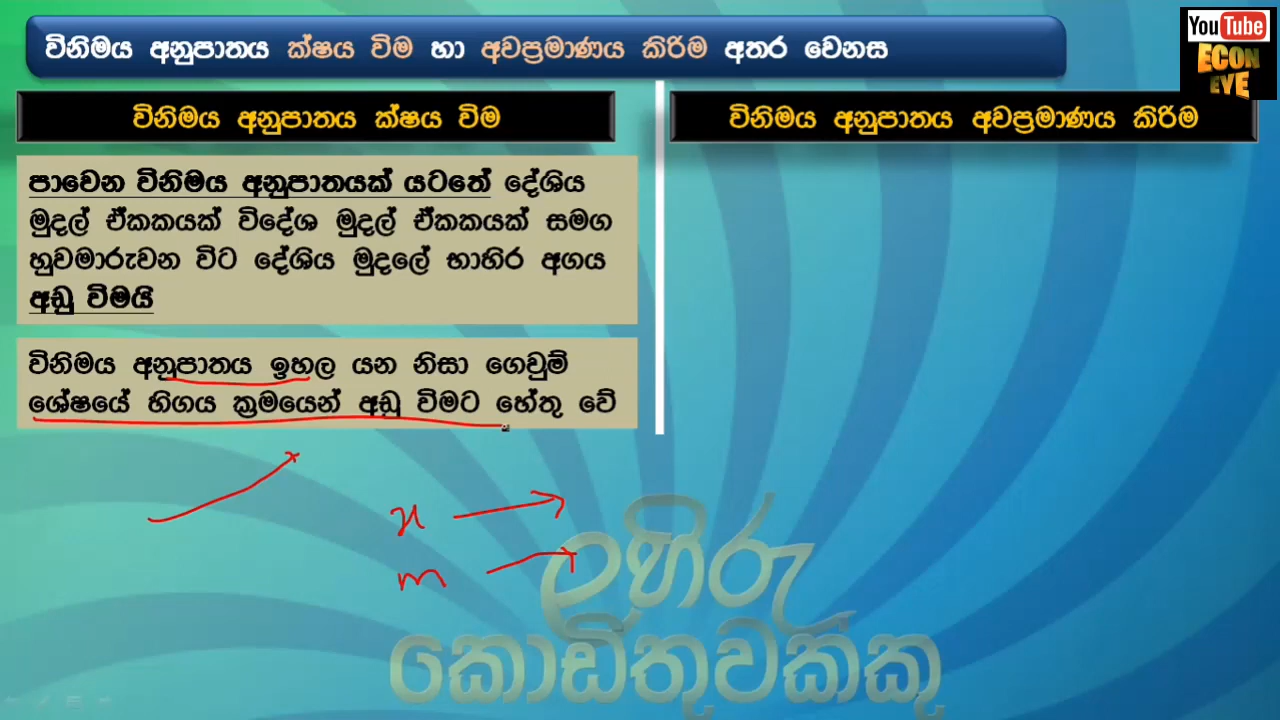 විනිමය අනුපාතය ක්ෂය වීම හා අවප්‍රමාණය කිරීම අතර වෙනස
YouTube
ECON
EYE
විනිමය අනුපාතය ක්ෂය වීම
විනිමය අනුපාතය අවප්‍රමාණය කිරීම
පාවෙන විනිමය අනුපාතයක් යටතේ දේශීය
මුදල් ඒකකයක් විදේශ මුදල් ඒකකයක් සමග
හුවමාරුවන විට දේශීය මුදලේ භාහිර අගය
අඩු වීමයි
විනිමය අනුපාතය ඉහල යන නිසා ගෙවුම්
ශේෂයේ හිගය ක්‍රමයෙන් අඩු වීමට හේතු වේ
x
m
ලහිරු
කොඩිතුවක්කු